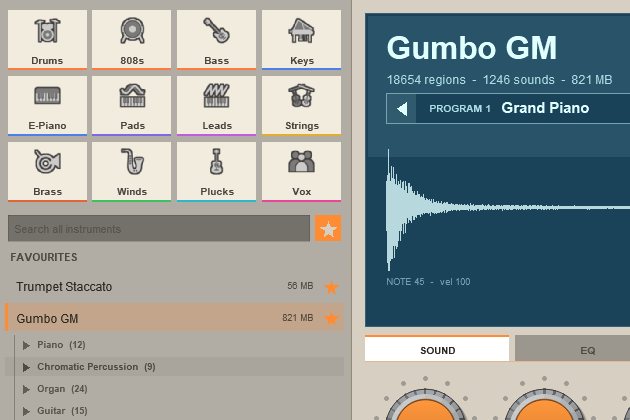 Drums
808s
Bass
Keys
E-Piano
Pads
Leads
Strings
Brass
Winds
Plucks
Vox
Search all instruments
FAVOURITES
Trumpet Staccato 56 MB
Gumbo GM 821 MB
Piano (12)
Chromatic Percussion (9)
Organ (24)
Guitar (15)
Gumbo GM
18654 regions - 1246 sounds - 821 MB
PROGRAM 1 Grand Piano
NOTE 45 - vel 100
SOUND
EQ